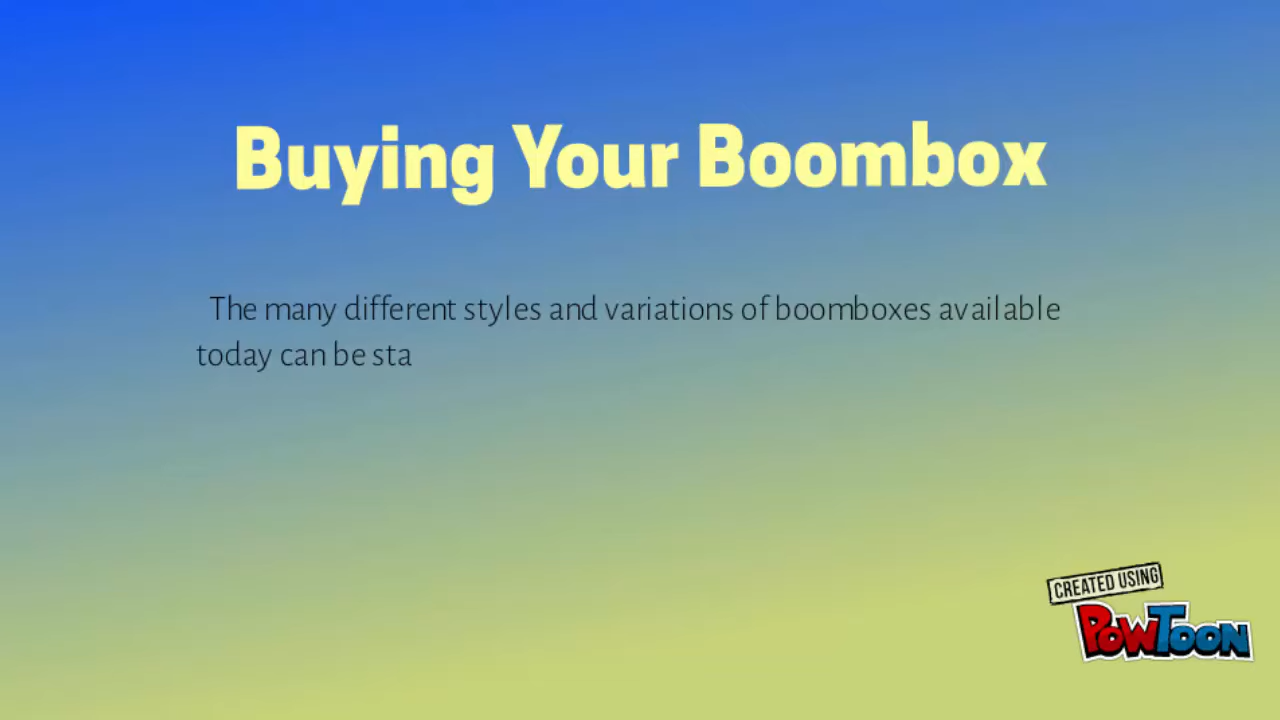 Buying Your Boombox
The many different styles and variations of boomboxes available
today can be sta
CREATED USING
POWTOON